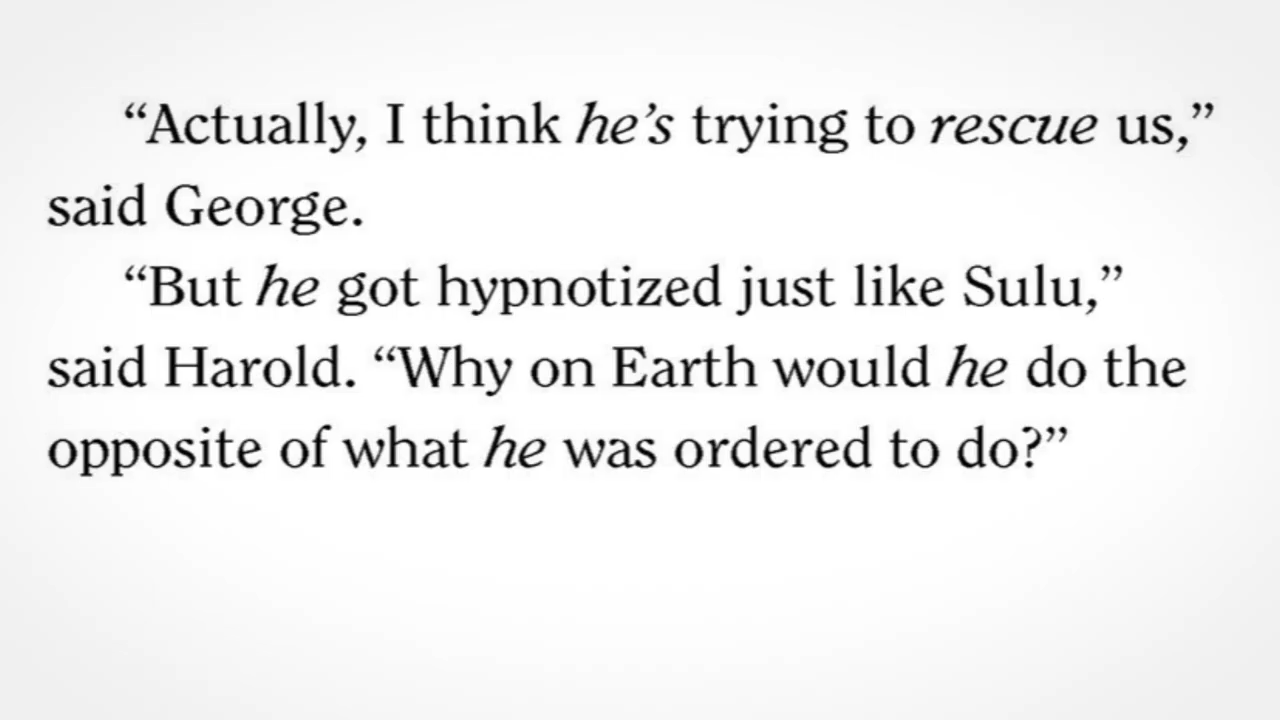 “Actually, I think he’s trying to rescue us,”
said George.
“But he got hypnotized just like Sulu,”
said Harold. “Why on Earth would he do the
opposite of what he was ordered to do?”